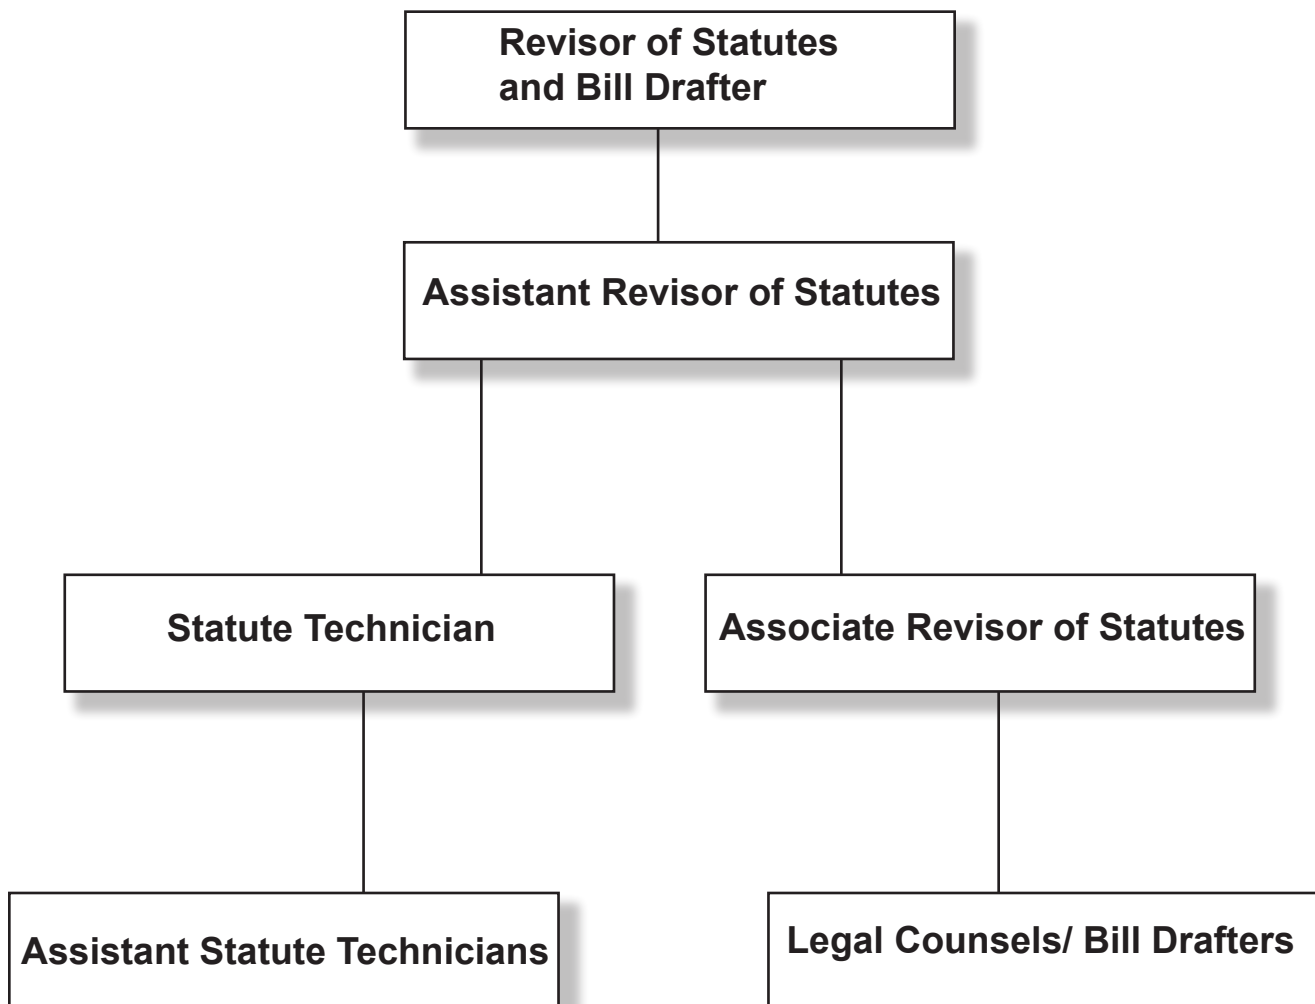 Revisor of Statutes
and Bill Drafter
Assistant Revisor of Statutes
Statute Technician
Associate Revisor of Statutes
Assistant Statute Technicians
Legal Counsels/ Bill Drafters